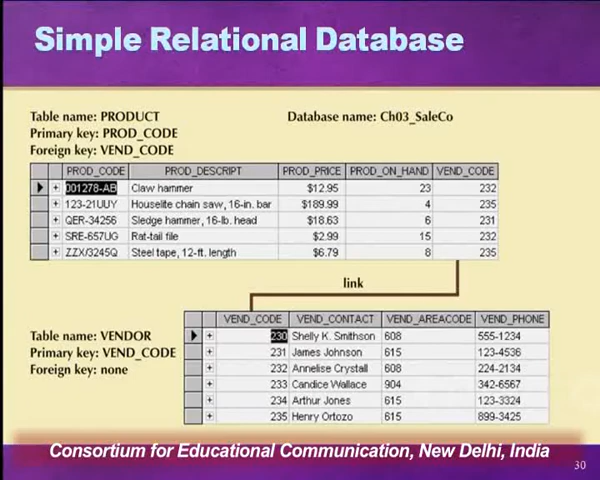 Simple Relational Database
Table name: PRODUCT
Database name: Ch03_SaleCo
Primary key: PROD_CODE
Foreign key: VEND_CODE
PROD_CODE PROD_DESCRIPT PROD_PRICE PROD_ON_HAND VEND_CODE
001278-AB Claw hammer $12.95 23 232
123-21UUY Houselite chain saw, 16-in. bar $189.99 4 235
QER-34256 Sledge hammer, 16-lb. head $18.63 6 231
SRE-657UG Rat-tail file $2.99 15 232
ZZX/3245Q Steel tape, 12-ft. length $6.79 8 235
link
Table name: VENDOR
Primary key: VEND_CODE
Foreign key: none
VEND_CODE VEND_CONTACT VEND_AREACODE VEND_PHONE
230 Shelly K. Smithson 608 555-1234
231 James Johnson 615 123-4536
232 Annelise Crystall 608 224-2134
233 Candice Wallace 904 342-6567
234 Arthur Jones 615 123-3324
235 Henry Ortozo 615 899-3425
Consortium for Educational Communication, New Delhi, India
30